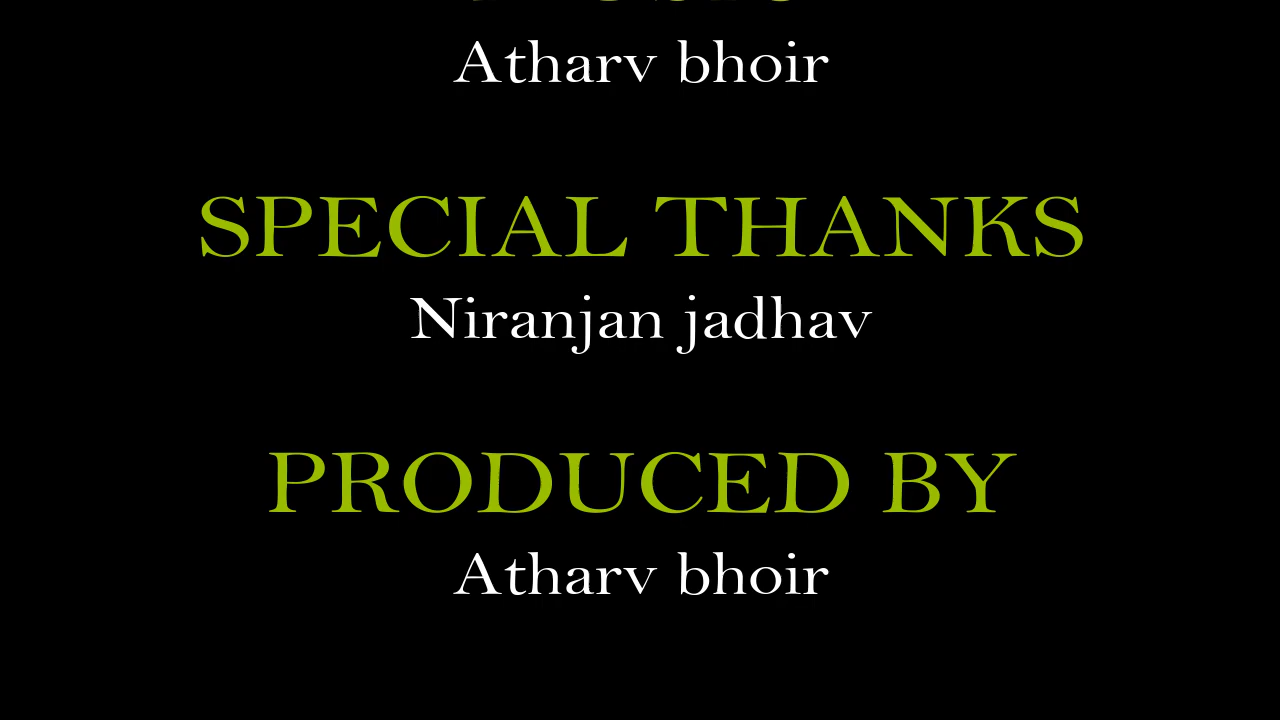 Atharv bhoir
SPECIAL THANKS
Niranjan jadhav
PRODUCED BY
Atharv bhoir